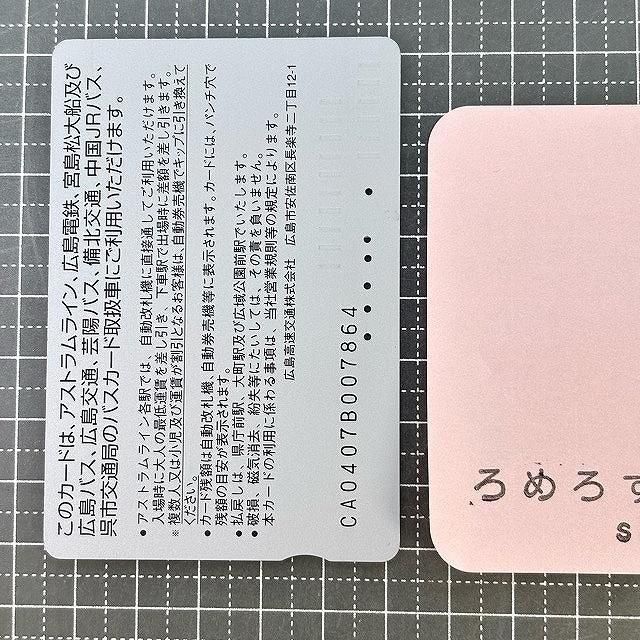 このカードは、アストラムライン、広島電鉄、宮島松大船及び
広島バス、広島交通、芸陽バス、備北交通、中国JRバス、
呉市交通局のバスカード取扱車にご利用いただけます。
●アストラムライン各駅では、自動改札機に直接通してご利用いただけます。
入場時に大人の最低運賃を差し引き、下車駅で出場時に差額を差し引きます。
※複数人又は小児及び運賃が割引となるお客様は、自動券売機でキップに引き換えて
ください。
●カード残額は自動改札機、自動券売機等に表示されます。カードには、パンチ穴で
残額の目安が表示されます。
●払戻しは、県庁前駅、大町駅及び広域公園前駅でいたします。
●破損、磁気消去、紛失等にたいしては、その責を負いません。
本カードの利用に係わる事項は、当社営業規則等の規定によります。
広島高速交通株式会社 広島市安佐南区長楽寺二丁目12-1
CA0407B007864
ろめろす
S